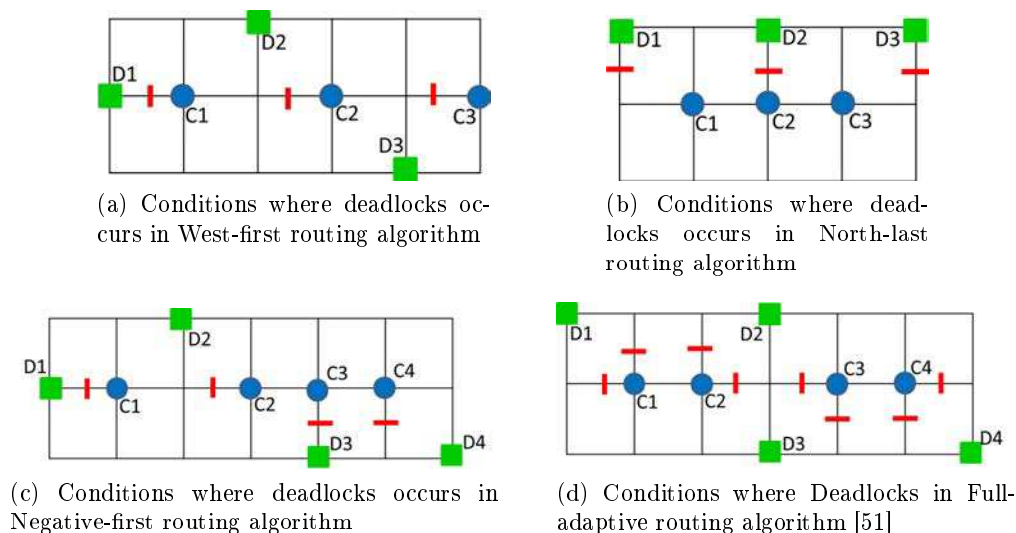 D1
C1
D2
C2
D3
C3
(a) Conditions where deadlocks oc-
curs in West-first routing algorithm
D1
D2
D3
C1
C2
C3
(b) Conditions where dead-
locks occurs in North-last
routing algorithm
D1
C1
D2
C2
C3
C4
D3
D4
(c) Conditions where deadlocks occurs in
Negative-first routing algorithm
D1
D2
C1
C2
C3
C4
D3
D4
(d) Conditions where Deadlocks in Full-
adaptive routing algorithm [51]